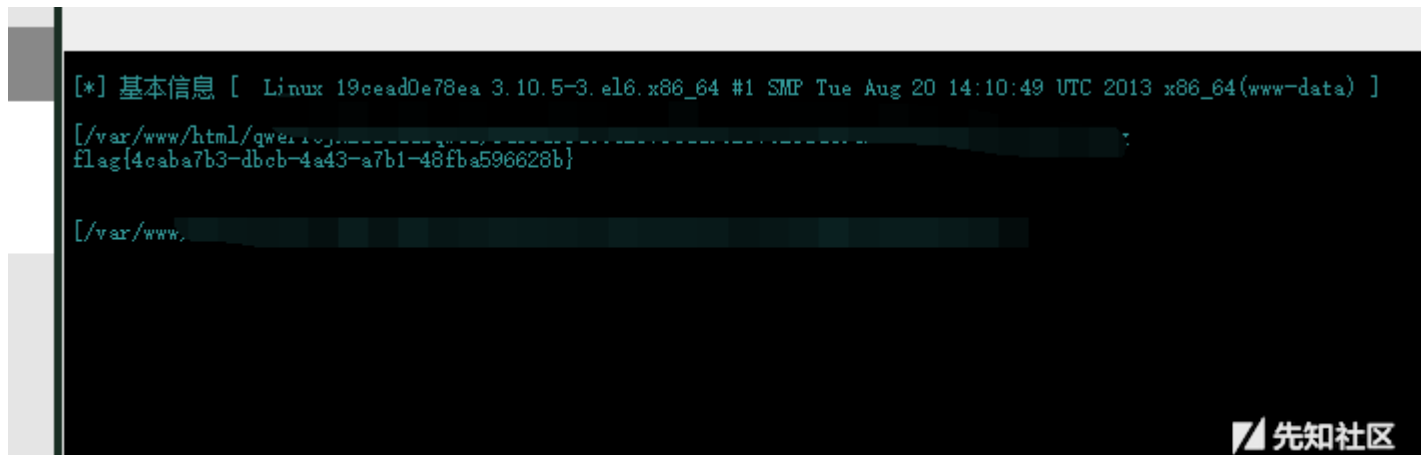 [*] 基本信息 [ Linux 19cead0e78ea 3.10.5-3.el6.x86_64 #1 SMP Tue Aug 20 14:10:49 UTC 2013 x86_64(www-data) ]
[/var/www/html/
flag{4caba7b3-dbcb-4a43-a7b1-48fba596628b}
[/var/www/
先知社区